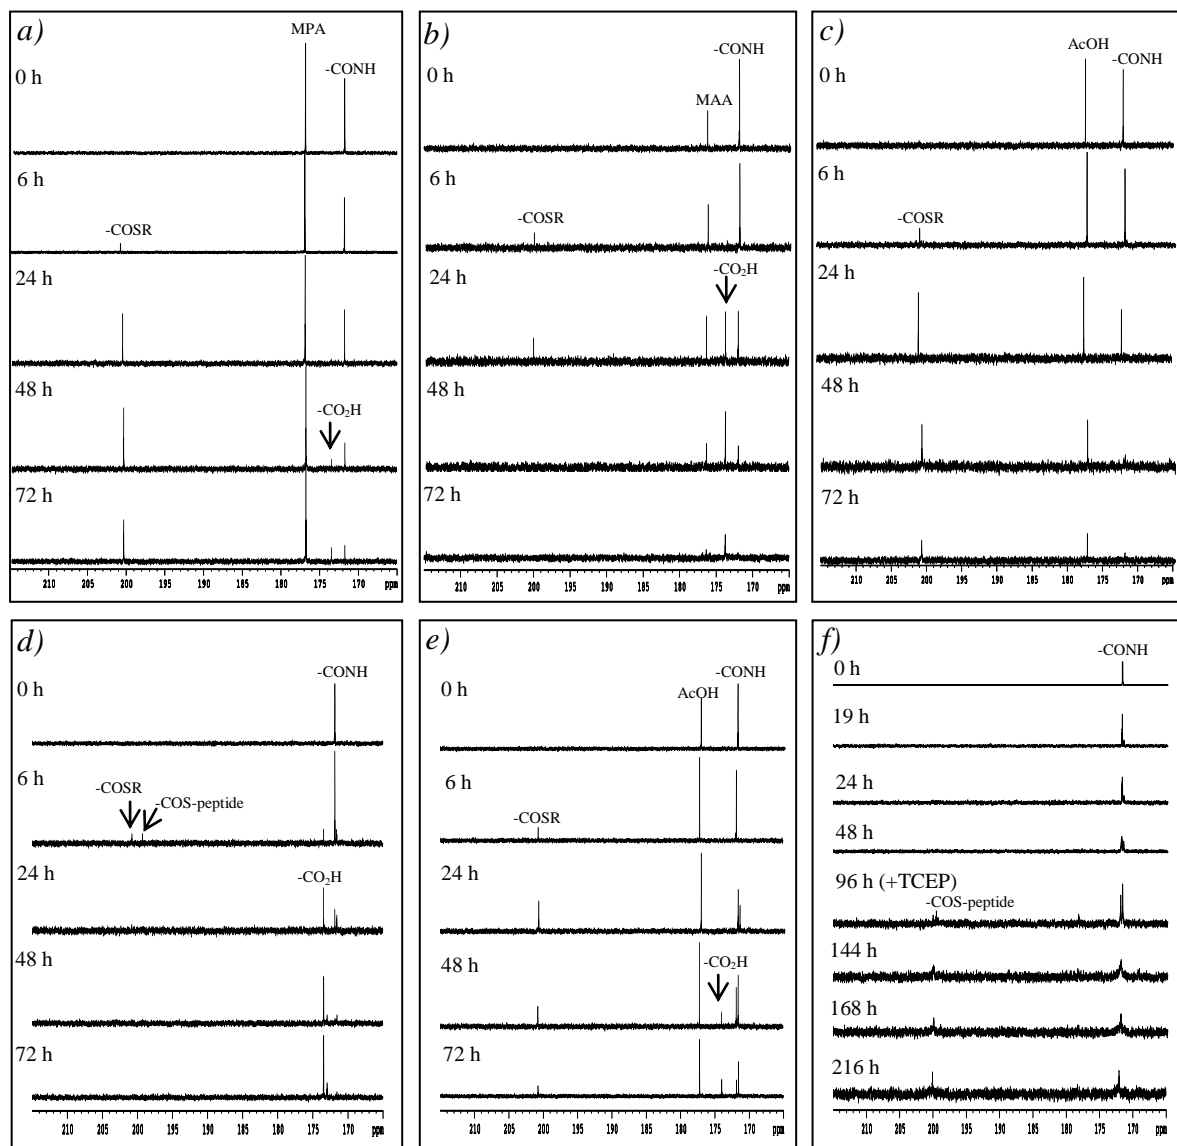 a)
MPA
-CONH
0 h
6 h
-COSR
24 h
48 h
-CO₂H
72 h
210 205 200 195 190 185 180 175 170 ppm
b)
-CONH
0 h
MAA
6 h
-COSR
24 h
-CO₂H
48 h
72 h
210 205 200 195 190 185 180 175 170 ppm
c)
AcOH
-CONH
0 h
6 h
-COSR
24 h
48 h
72 h
210 205 200 195 190 185 180 175 170 ppm
d)
-CONH
0 h
6 h
-COSR
-COS-peptide
24 h
-CO₂H
48 h
72 h
210 205 200 195 190 185 180 175 170 ppm
e)
-CONH
AcOH
0 h
6 h
-COSR
24 h
48 h
-CO₂H
72 h
210 205 200 195 190 185 180 175 170 ppm
f)
-CONH
0 h
19 h
24 h
48 h
96 h (+TCEP)
-COS-peptide
144 h
168 h
216 h
210 205 200 195 190 185 180 175 170 ppm